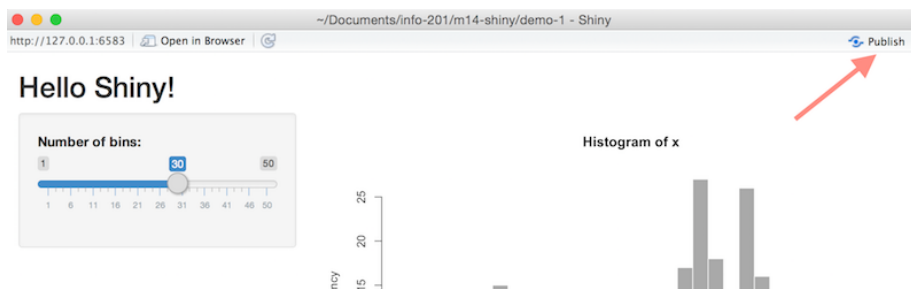 ~/Documents/info-201/m14-shiny/demo-1 - Shiny
http://127.0.0.1:6583 Open in Browser Publish
Hello Shiny!
Number of bins:
1 30 50
1 6 11 16 21 26 31 36 41 46 50
Histogram of x
25
20
15